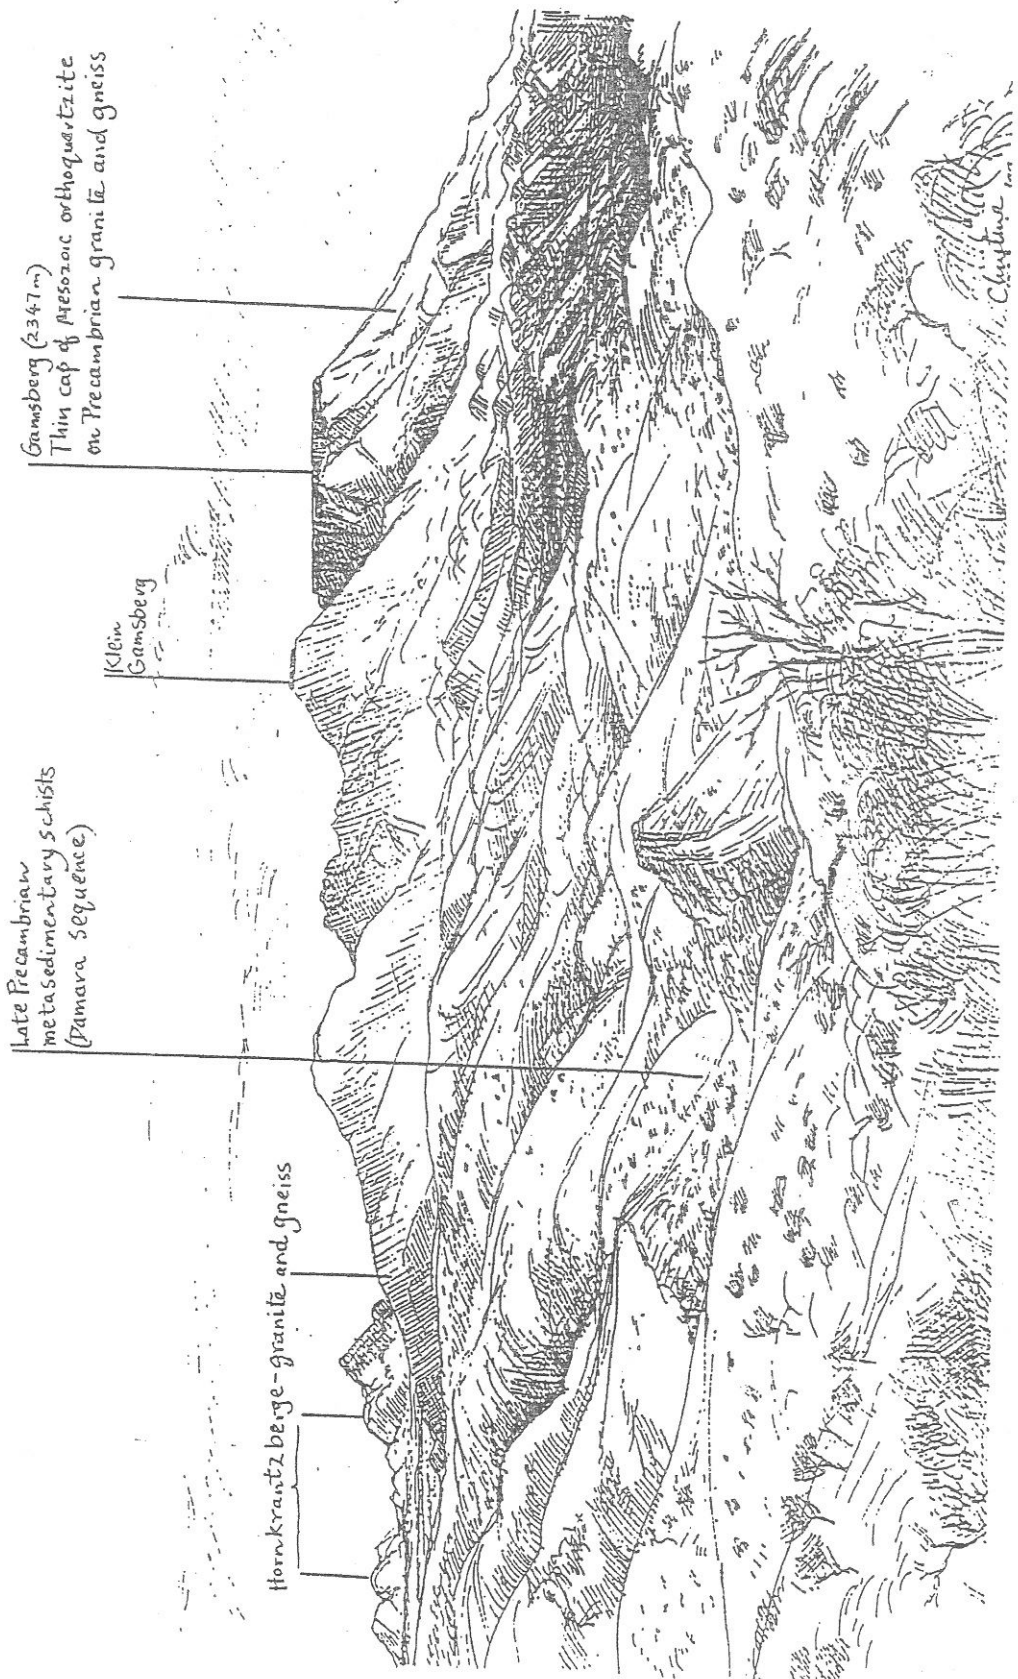 Late Precambrian
metasedimentary schists
(Damara Sequence)
Gamsberg (2347m)
Thin cap of Mesozoic orthoquartzite
on Precambrian granite and gneiss
Klein
Gamsberg
Hornkrantzberge-granite and gneiss
Christine